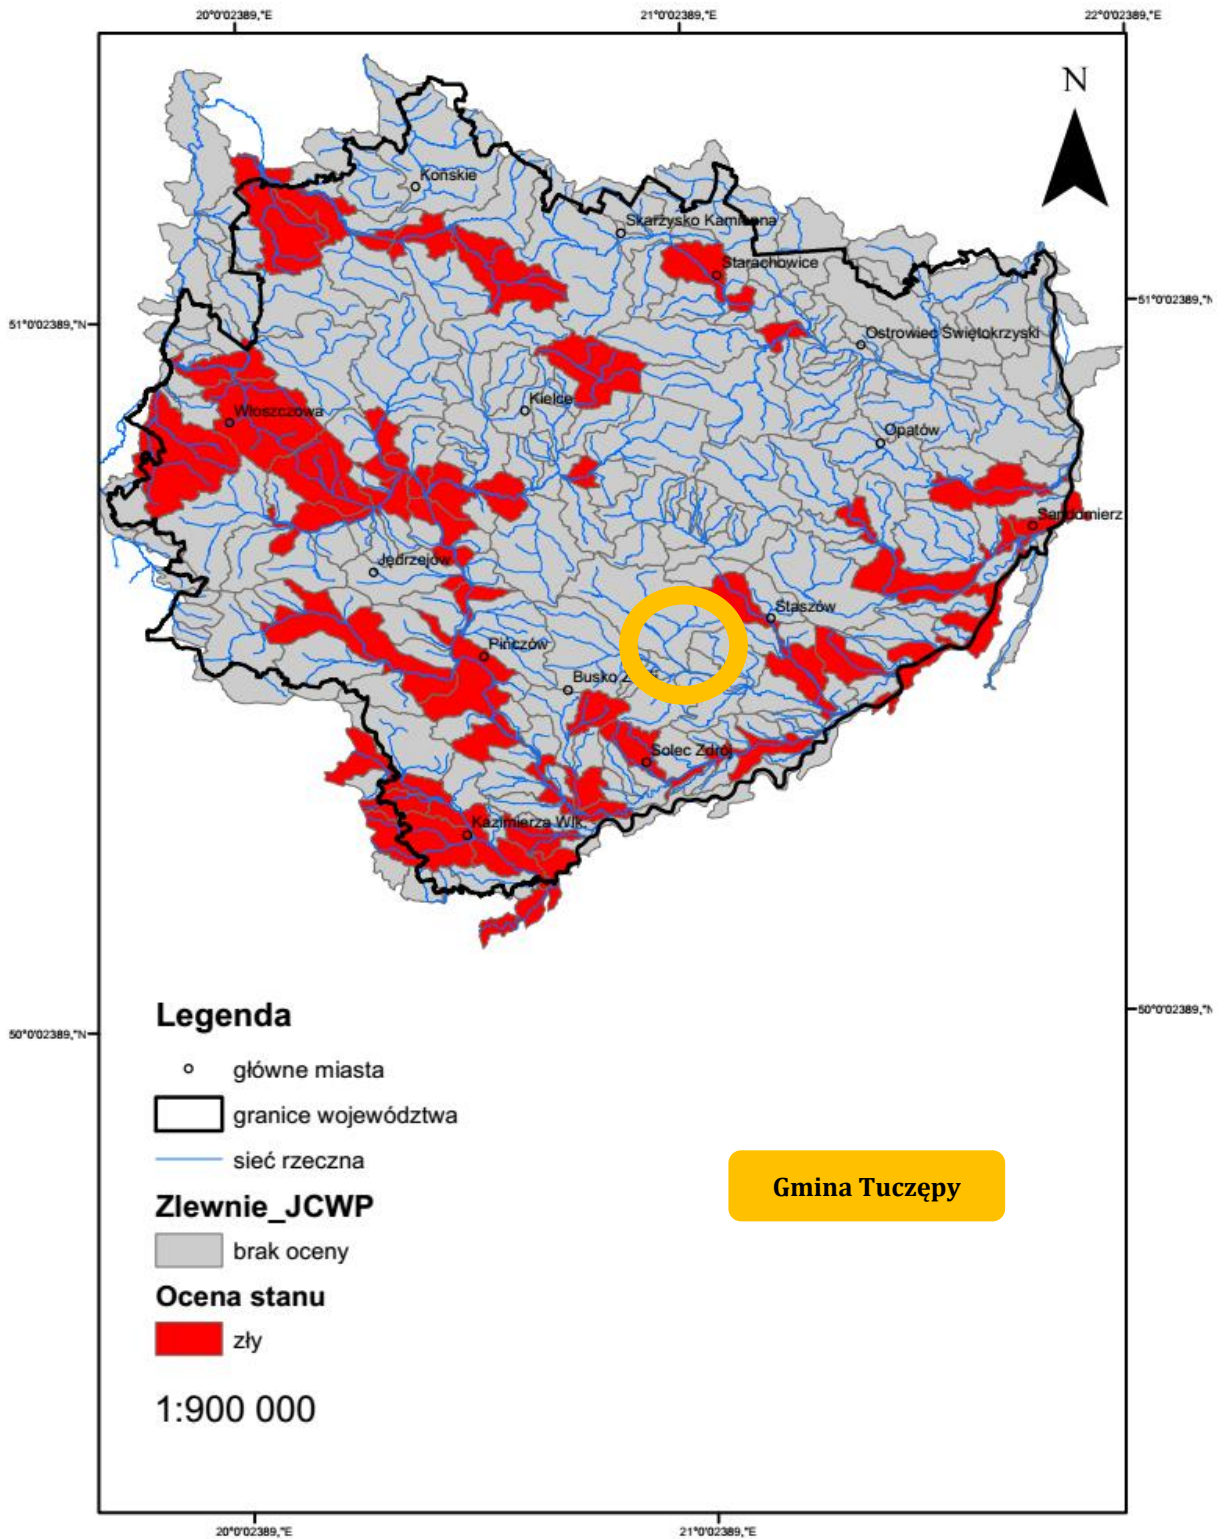 20°0'02389,"E
21°0'02389,"E
22°0'02389,"E
N
Końskie
Skarżysko Kamienna
Starachowice
51°0'02389,"N
51°0'02389,"N
Ostrowiec Świętokrzyski
Włoszczowa
Kielce
Opatów
Sandomierz
Jędrzejów
Staszów
Pińczów
Busko Zdrój
Solec Zdrój
Kazimierza Wlk.
Legenda
50°0'02389,"N
50°0'02389,"N
główne miasta
granice województwa
sieć rzeczna
Gmina Tuczępy
Zlewnie_JCWP
brak oceny
Ocena stanu
zły
1:900 000
20°0'02389,"E
21°0'02389,"E